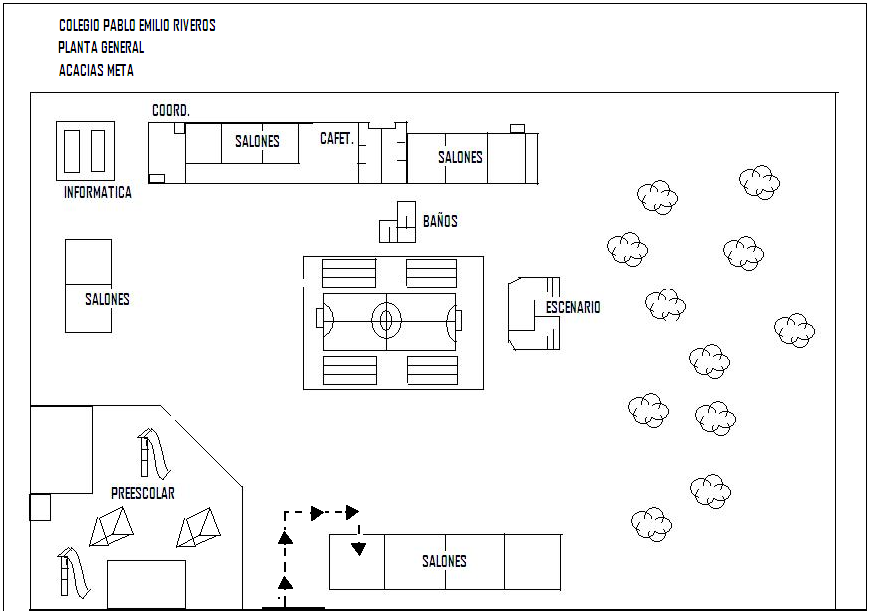 COLEGIO PABLO EMILIO RIVEROS
PLANTA GENERAL
ACACIAS META
COORD.
SALONES
CAFET.
SALONES
INFORMATICA
BAÑOS
SALONES
ESCENARIO
PREESCOLAR
SALONES